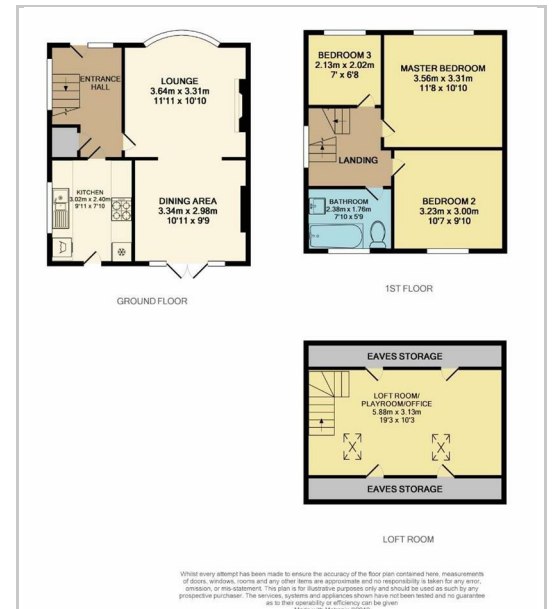 ENTRANCE
HALL
LOUNGE
3.64m x 3.31m
11'11 x 10'10
KITCHEN
3.02m x 2.40m
9'11 x 7'10
DINING AREA
3.34m x 2.98m
10'11 x 9'9
GROUND FLOOR
BEDROOM 3
2.13m x 2.02m
7' x 6'8
MASTER BEDROOM
3.56m x 3.31m
11'8 x 10'10
LANDING
BATHROOM
2.38m x 1.76m
7'10 x 5'9
BEDROOM 2
3.23m x 3.00m
10'7 x 9'10
1ST FLOOR
EAVES STORAGE
LOFT ROOM/
PLAYROOM/OFFICE
5.88m x 3.13m
19'3 x 10'3
EAVES STORAGE
LOFT ROOM
Whilst every attempt has been made to ensure the accuracy of the floor plan contained here, measurements
of doors, windows, rooms and any other items are approximate and no responsibility is taken for any error,
omission, or mis-statement. This plan is for illustrative purposes only and should be used as such by any
prospective purchaser. The services, systems and appliances shown have not been tested and no guarantee
as to their operability or efficiency can be given